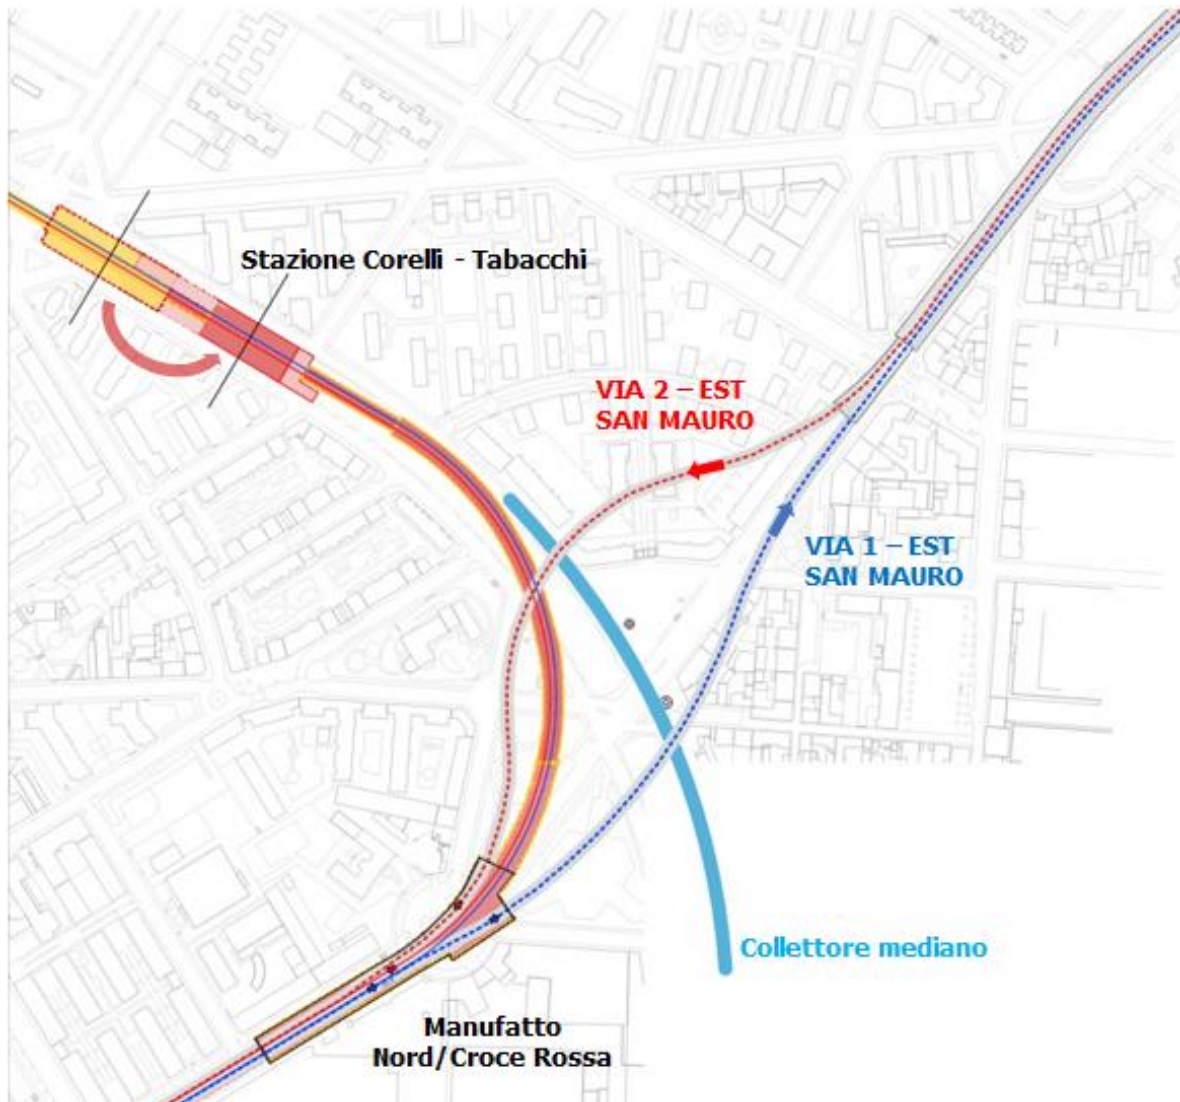 Stazione Corelli - Tabacchi
VIA 2 – EST
SAN MAURO
VIA 1 – EST
SAN MAURO
Collettore mediano
Manufatto
Nord/Croce Rossa